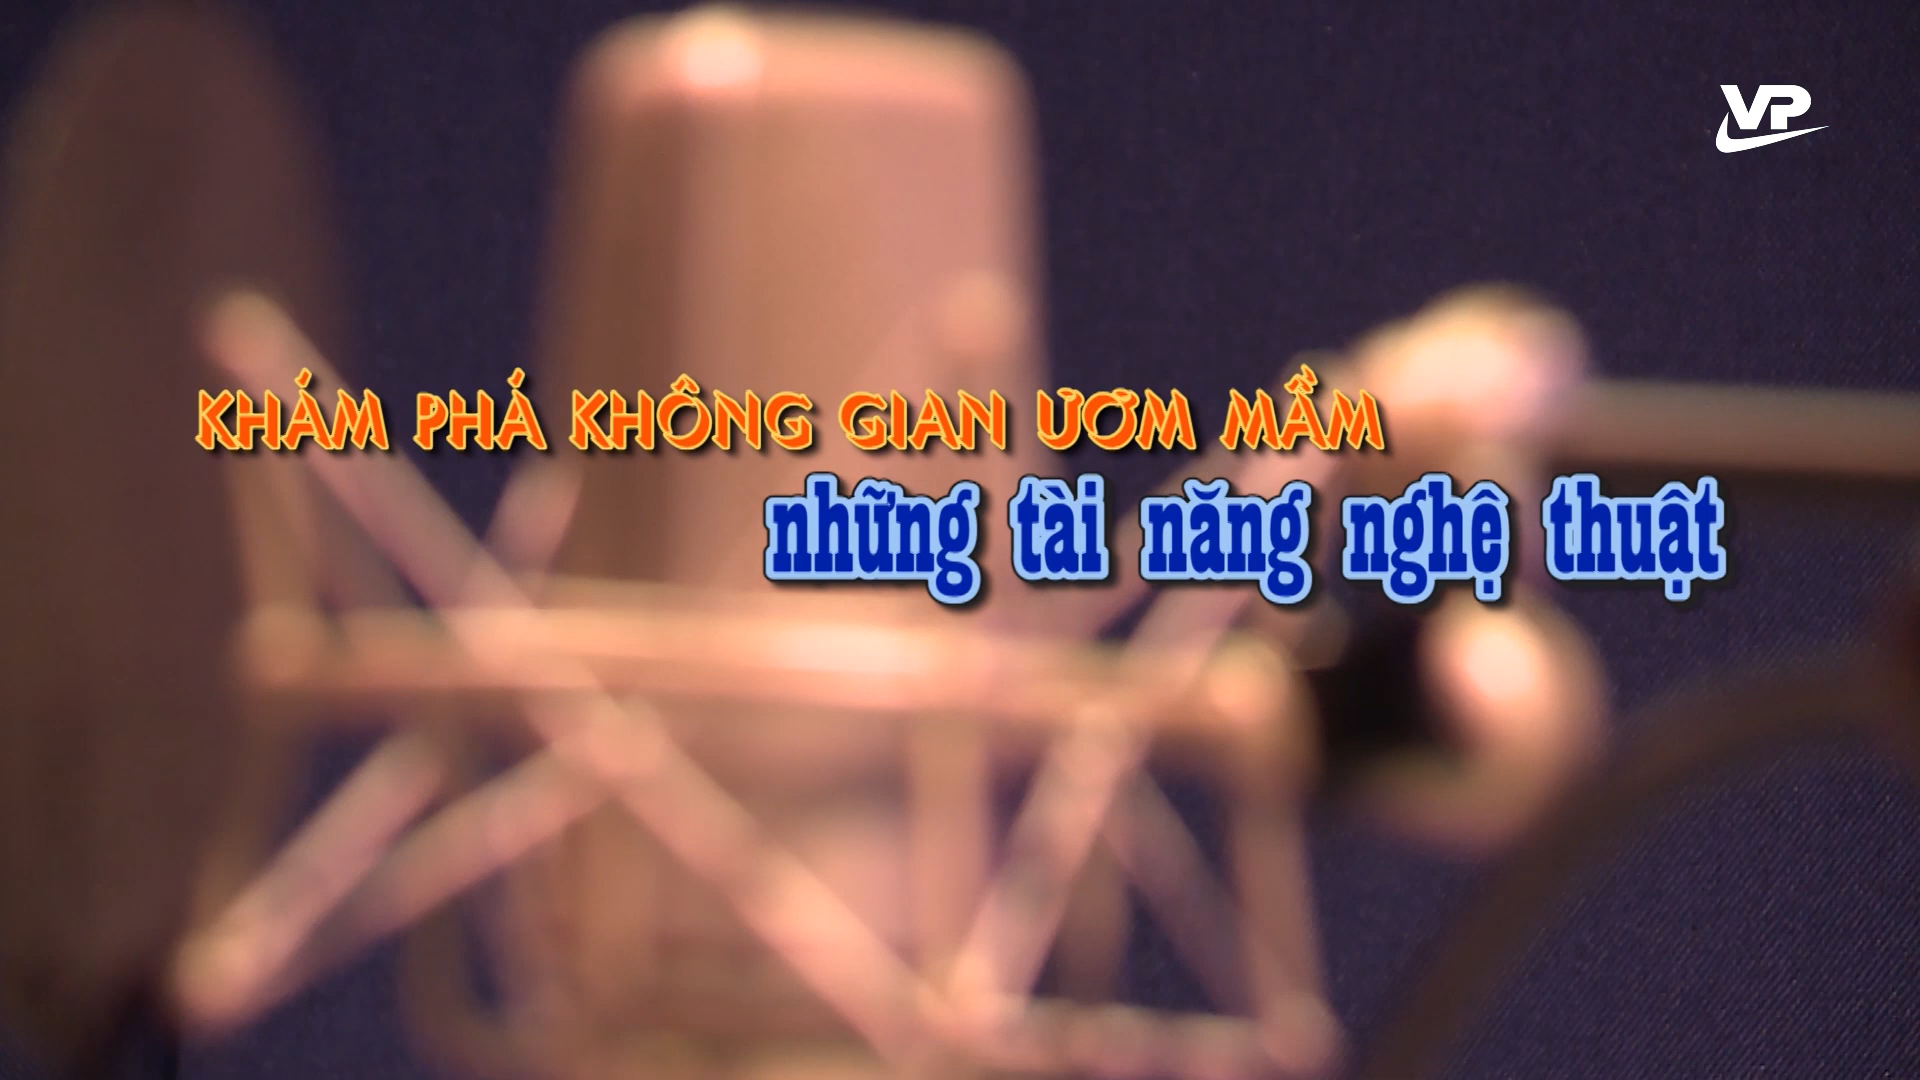 VP
KHÁM PHÁ KHÔNG GIAN ƯƠM MẦM
những tài năng nghệ thuật